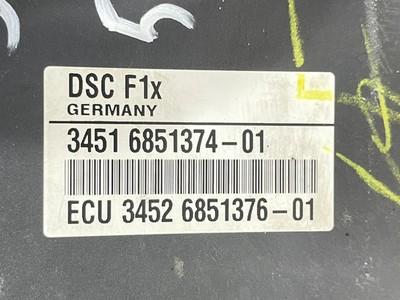 DSC F1x
GERMANY
3451 6851374-01
ECU 3452 6851376-01